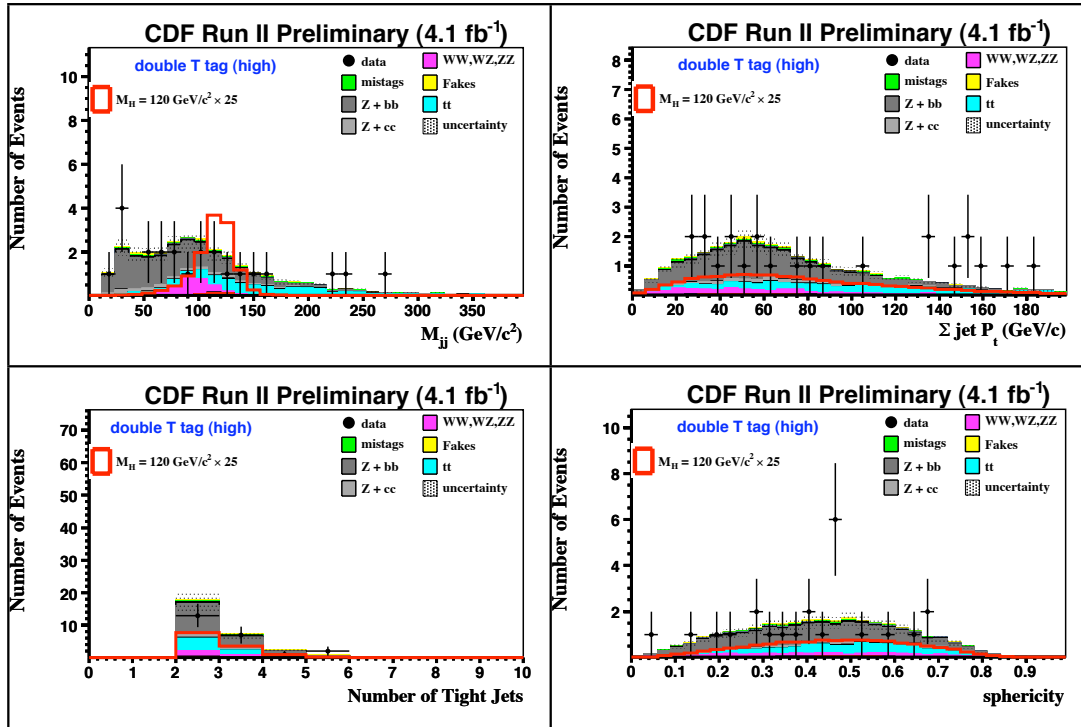 CDF Run II Preliminary (4.1 fb⁻¹)
double T tag (high)
M_H = 120 GeV/c² × 25
data
mistags
Z + bb
Z + cc
WW,WZ,ZZ
Fakes
tt
uncertainty
Number of Events
10
8
6
4
2
0
0 50 100 150 200 250 300 350
M_jj (GeV/c²)
CDF Run II Preliminary (4.1 fb⁻¹)
double T tag (high)
M_H = 120 GeV/c² × 25
data
mistags
Z + bb
Z + cc
WW,WZ,ZZ
Fakes
tt
uncertainty
Number of Events
8
7
6
5
4
3
2
1
0
0 20 40 60 80 100 120 140 160 180
Σ jet P_t (GeV/c)
CDF Run II Preliminary (4.1 fb⁻¹)
double T tag (high)
M_H = 120 GeV/c² × 25
data
mistags
Z + bb
Z + cc
WW,WZ,ZZ
Fakes
tt
uncertainty
Number of Events
70
60
50
40
30
20
10
0 1 2 3 4 5 6 7 8 9 10
Number of Tight Jets
CDF Run II Preliminary (4.1 fb⁻¹)
double T tag (high)
M_H = 120 GeV/c² × 25
data
mistags
Z + bb
Z + cc
WW,WZ,ZZ
Fakes
tt
uncertainty
Number of Events
10
8
6
4
2
0
0 0.1 0.2 0.3 0.4 0.5 0.6 0.7 0.8 0.9
sphericity